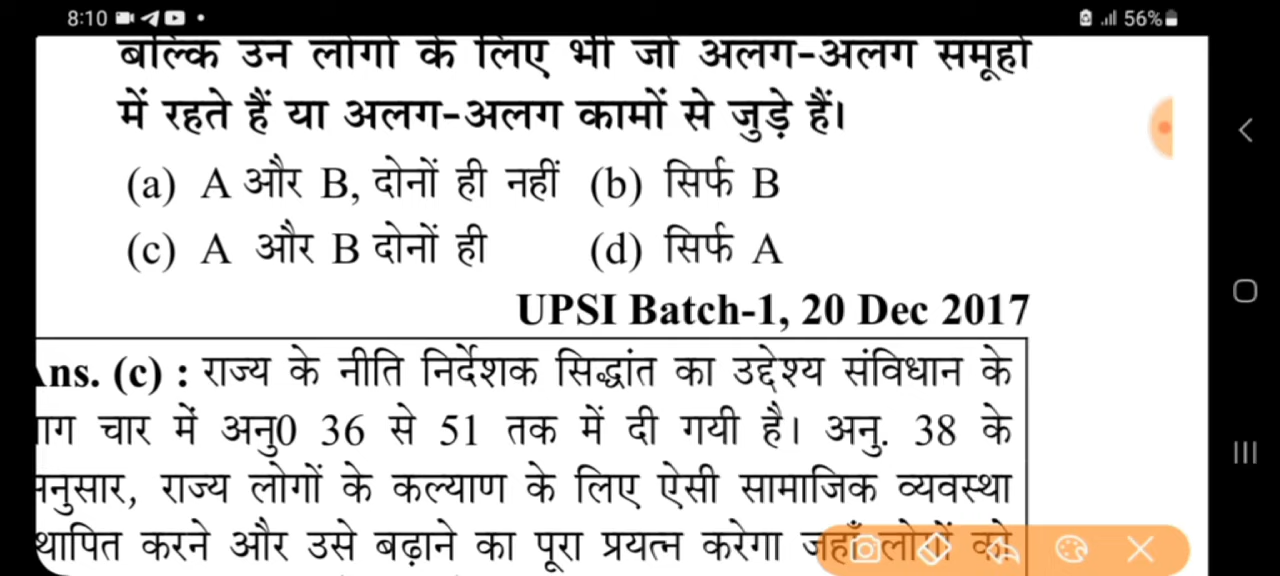 8:10
56%
बल्कि उन लोगों के लिए भी जो अलग-अलग समूहों
में रहते हैं या अलग-अलग कामों से जुड़े हैं।
(a) A और B, दोनों ही नहीं (b) सिर्फ B
(c) A और B दोनों ही (d) सिर्फ A
UPSI Batch-1, 20 Dec 2017
ns. (c) : राज्य के नीति निर्देशक सिद्धांत का उद्देश्य संविधान के
ाग चार में अनु0 36 से 51 तक में दी गयी है। अनु. 38 के
नुसार, राज्य लोगों के कल्याण के लिए ऐसी सामाजिक व्यवस्था
थापित करने और उसे बढ़ाने का पूरा प्रयत्न करेगा जहाँ लोगों को